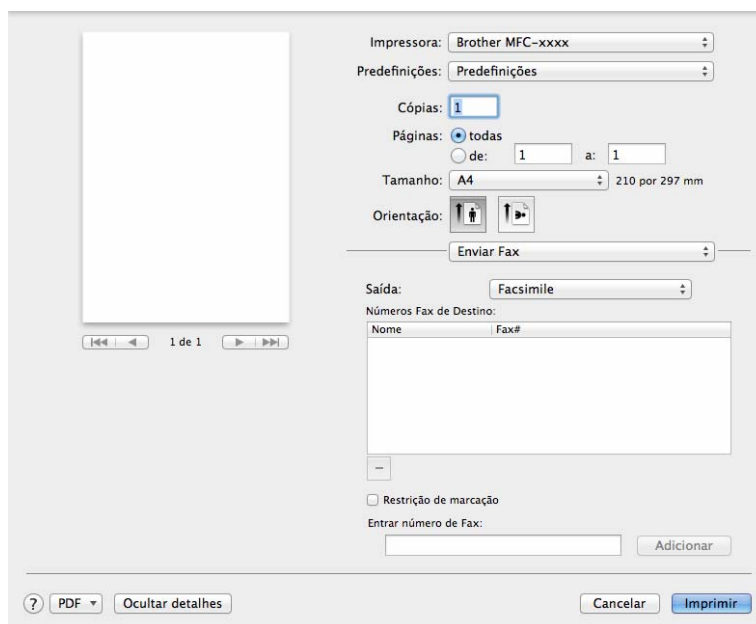 Impressora: Brother MFC-xxxx
Predefinições: Predefinições
Cópias: 1
Páginas: todas
de: 1 a: 1
Tamanho: A4 210 por 297 mm
Orientação:
Enviar Fax
Saída: Facsimile
Números Fax de Destino:
Nome Fax#
1 de 1
−
Restrição de marcação
Entrar número de Fax:
Adicionar
? PDF Ocultar detalhes Cancelar Imprimir